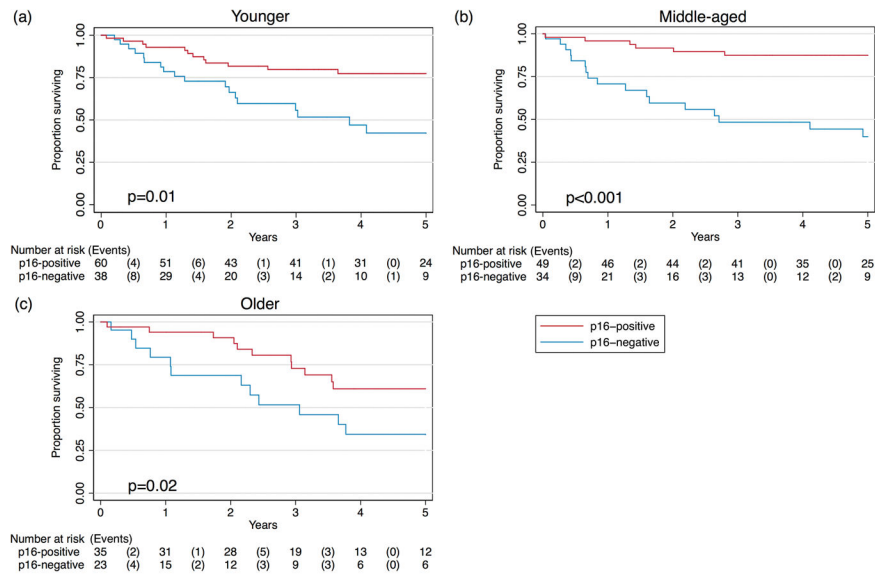 (a)
Younger
Proportion surviving
1.00
0.75
0.50
0.25
0.00
p=0.01
0 1 2 3 4 5
Years
Number at risk (Events)
p16-positive 60 (4) 51 (6) 43 (1) 41 (1) 31 (0) 24
p16-negative 38 (8) 29 (4) 20 (3) 14 (2) 10 (1) 9
(b)
Middle-aged
Proportion surviving
1.00
0.75
0.50
0.25
0.00
p<0.001
0 1 2 3 4 5
Years
Number at risk (Events)
p16-positive 49 (2) 46 (2) 44 (2) 41 (0) 35 (0) 25
p16-negative 34 (9) 21 (3) 16 (3) 13 (0) 12 (2) 9
(c)
Older
Proportion surviving
1.00
0.75
0.50
0.25
0.00
p=0.02
0 1 2 3 4 5
Years
Number at risk (Events)
p16-positive 35 (2) 31 (1) 28 (5) 19 (3) 13 (0) 12
p16-negative 23 (4) 15 (2) 12 (3) 9 (3) 6 (0) 6
p16-positive
p16-negative